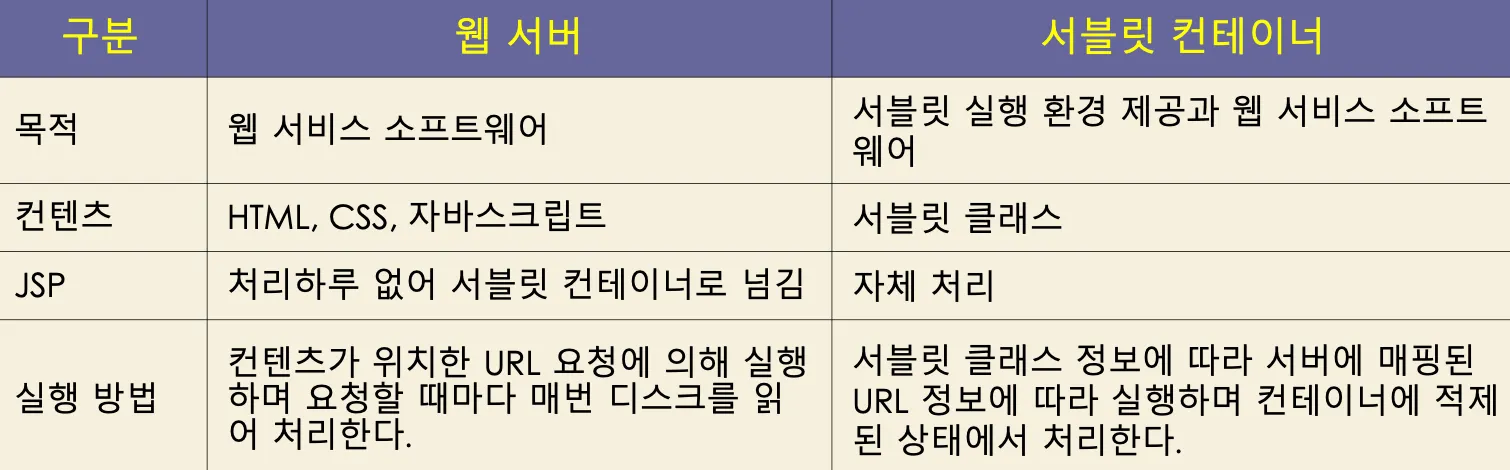 구분
웹 서버
서블릿 컨테이너
목적
웹 서비스 소프트웨어
서블릿 실행 환경 제공과 웹 서비스 소프트
웨어
컨텐츠
HTML, CSS, 자바스크립트
서블릿 클래스
JSP
처리하루 없어 서블릿 컨테이너로 넘김
자체 처리
실행 방법
컨텐츠가 위치한 URL 요청에 의해 실행
하며 요청할 때마다 매번 디스크를 읽
어 처리한다.
서블릿 클래스 정보에 따라 서버에 매핑된
URL 정보에 따라 실행하며 컨테이너에 적제
된 상태에서 처리한다.